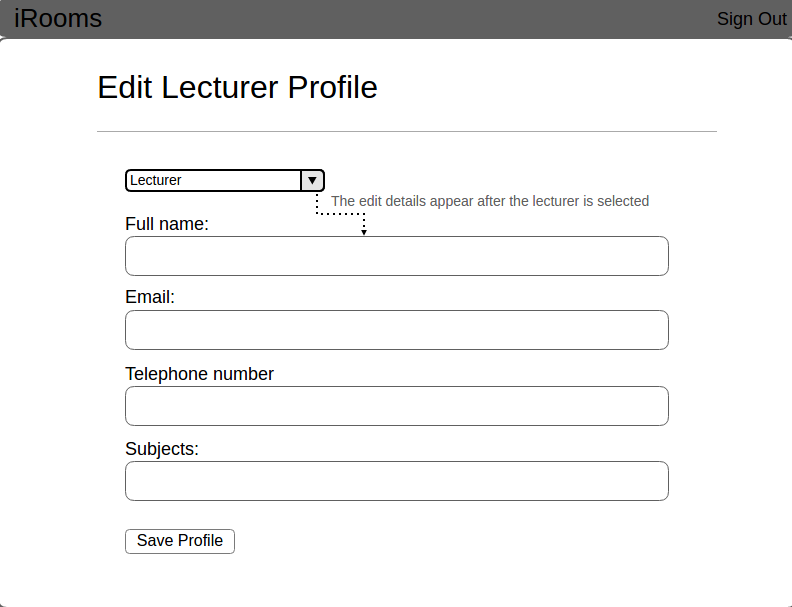 iRooms
Sign Out
Edit Lecturer Profile
Lecturer
The edit details appear after the lecturer is selected
Full name:
Email:
Telephone number
Subjects:
Save Profile